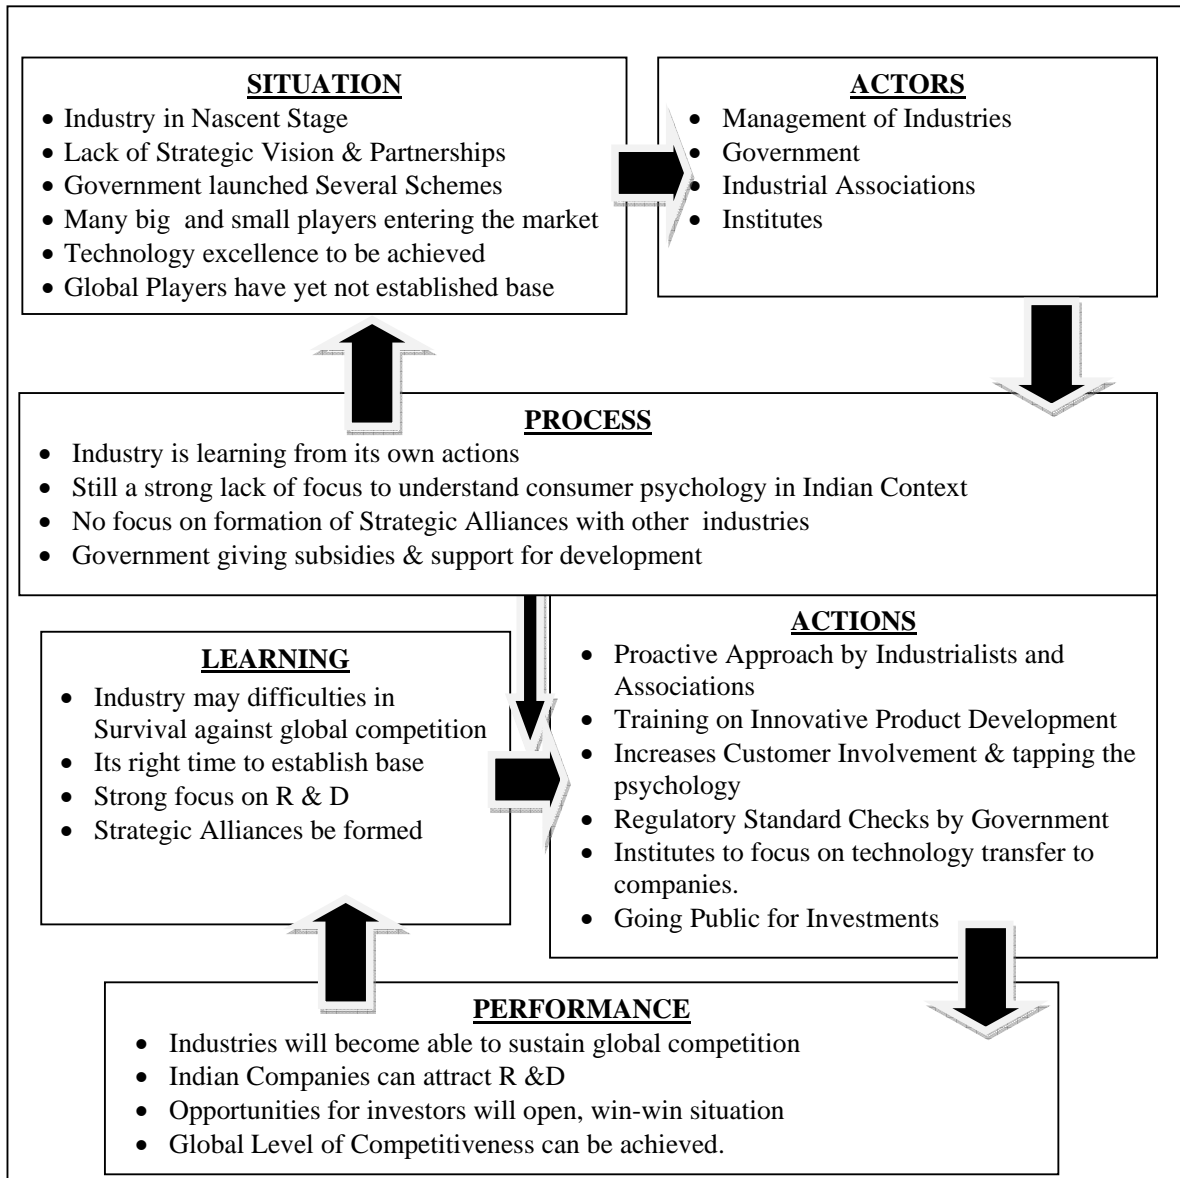 SITUATION
• Industry in Nascent Stage
• Lack of Strategic Vision & Partnerships
• Government launched Several Schemes
• Many big and small players entering the market
• Technology excellence to be achieved
• Global Players have yet not established base
ACTORS
• Management of Industries
• Government
• Industrial Associations
• Institutes
PROCESS
• Industry is learning from its own actions
• Still a strong lack of focus to understand consumer psychology in Indian Context
• No focus on formation of Strategic Alliances with other industries
• Government giving subsidies & support for development
LEARNING
• Industry may difficulties in
Survival against global competition
• Its right time to establish base
• Strong focus on R & D
• Strategic Alliances be formed
ACTIONS
• Proactive Approach by Industrialists and
Associations
• Training on Innovative Product Development
• Increases Customer Involvement & tapping the
psychology
• Regulatory Standard Checks by Government
• Institutes to focus on technology transfer to
companies.
• Going Public for Investments
PERFORMANCE
• Industries will become able to sustain global competition
• Indian Companies can attract R &D
• Opportunities for investors will open, win-win situation
• Global Level of Competitiveness can be achieved.